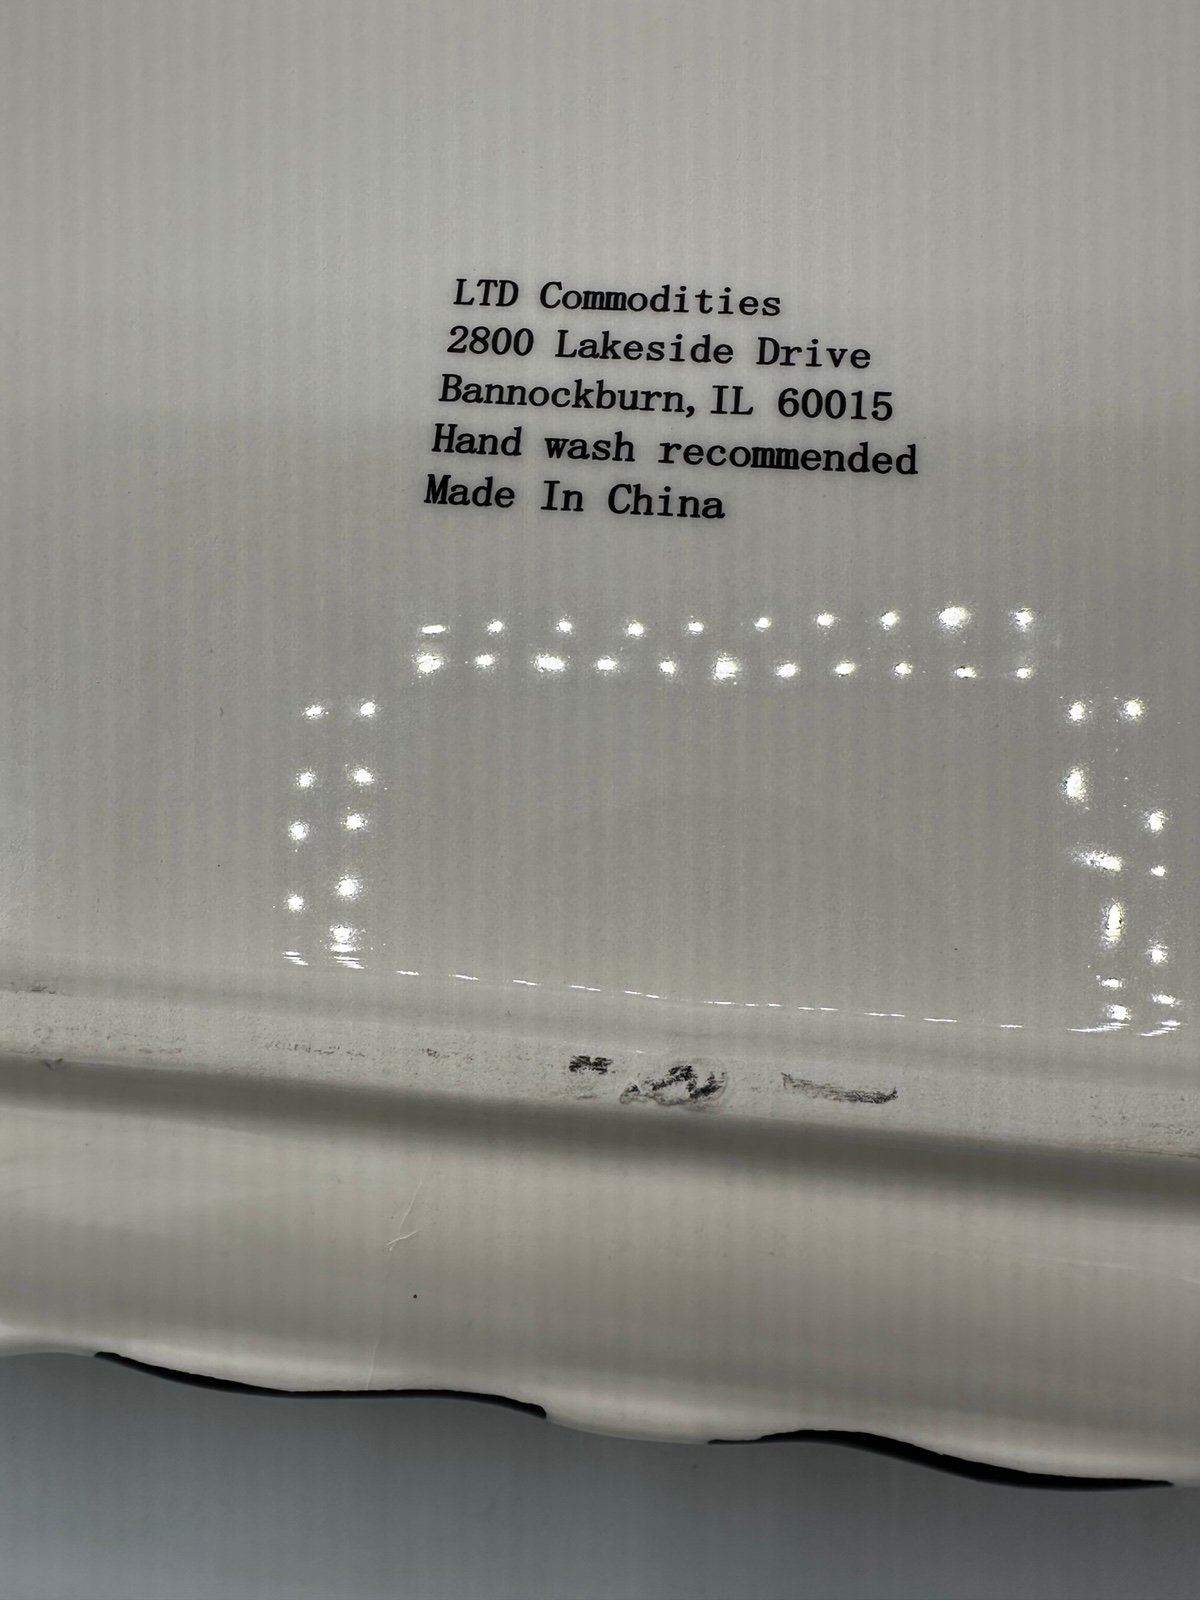 LTD Commodities
2800 Lakeside Drive
Bannockburn, IL 60015
Hand wash recommended
Made In China